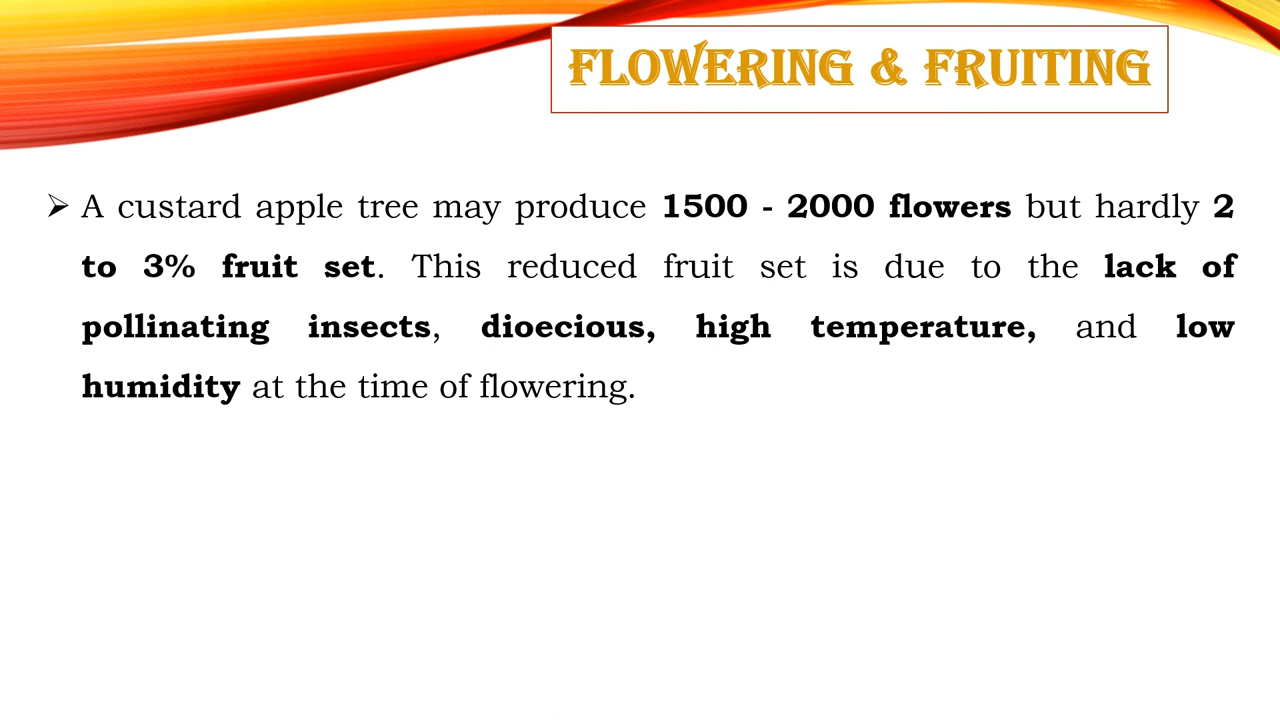 FLOWERING & FRUITING
➢ A custard apple tree may produce 1500 - 2000 flowers but hardly 2
to 3% fruit set. This reduced fruit set is due to the lack of
pollinating insects, dioecious, high temperature, and low
humidity at the time of flowering.